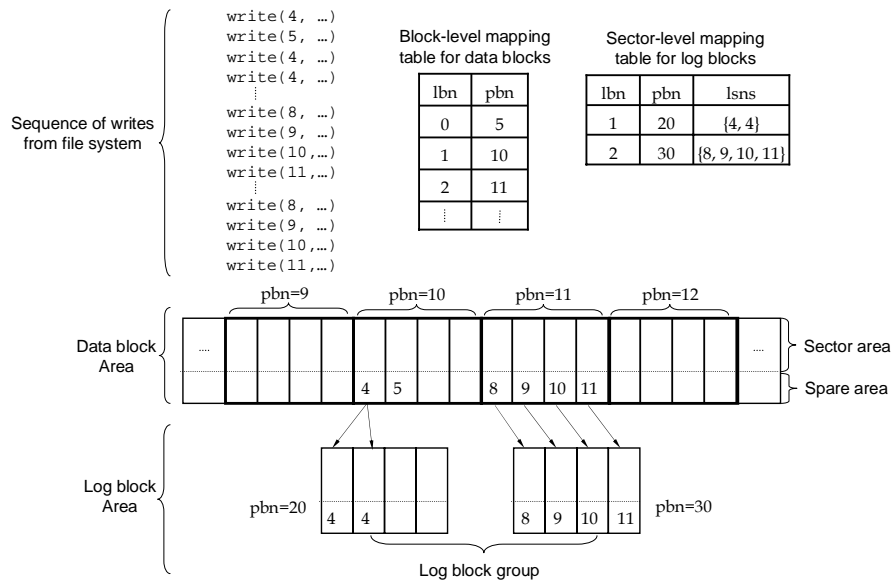 write(4, …)
write(5, …)
write(4, …)
write(4, …)
write(8, …)
write(9, …)
write(10,…)
write(11,…)
write(8, …)
write(9, …)
write(10,…)
write(11,…)
Sequence of writes
from file system
Block-level mapping
table for data blocks
lbn pbn
0 5
1 10
2 11
Sector-level mapping
table for log blocks
lbn pbn lsns
1 20 {4, 4}
2 30 {8, 9, 10, 11}
pbn=9 pbn=10 pbn=11 pbn=12
Data block
Area
.... ....
4 5 8 9 10 11
Sector area
Spare area
Log block
Area
pbn=20
4 4
8 9 10 11
pbn=30
Log block group